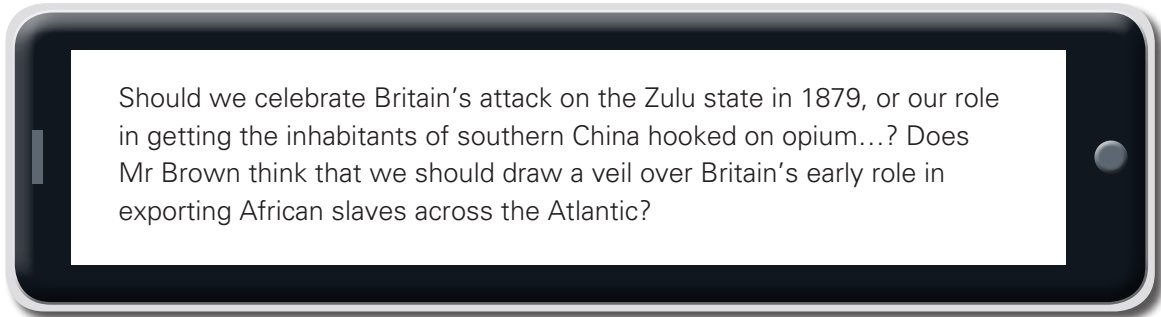 Should we celebrate Britain’s attack on the Zulu state in 1879, or our role
in getting the inhabitants of southern China hooked on opium…? Does
Mr Brown think that we should draw a veil over Britain’s early role in
exporting African slaves across the Atlantic?